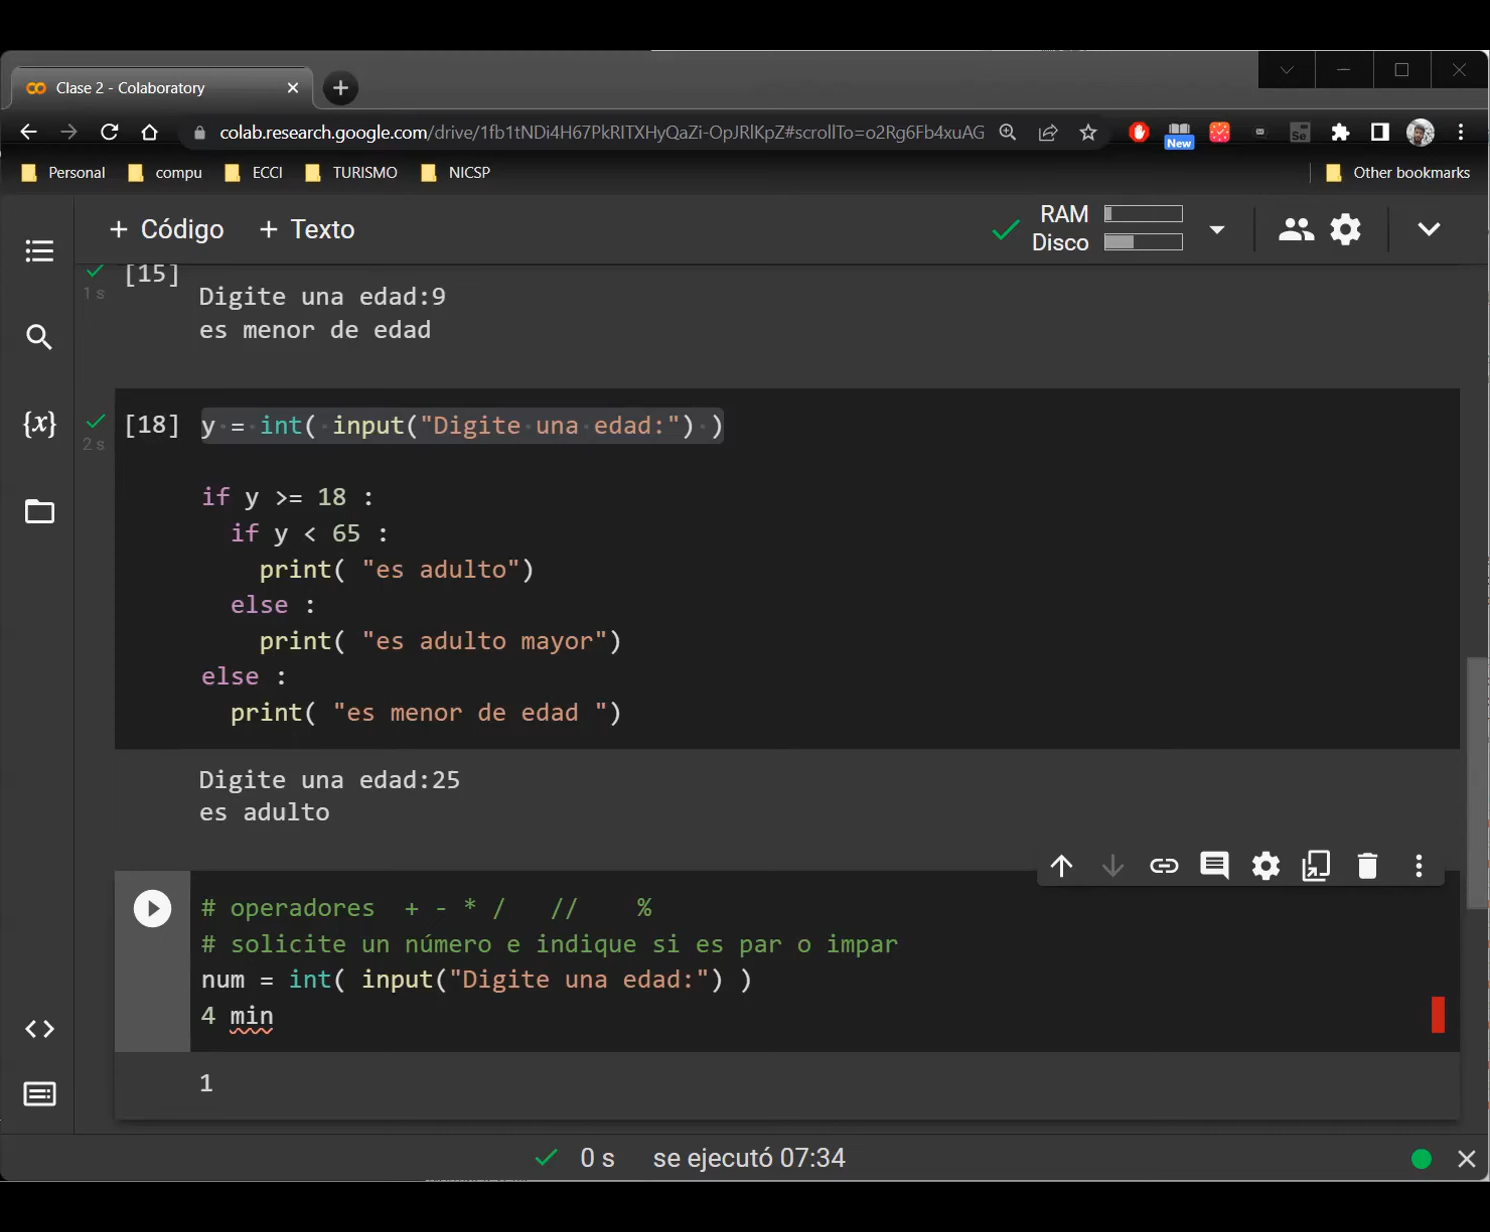 Clase 2 - Colaboratory
colab.research.google.com/drive/1fb1tNDi4H67PkRITXHyQaZi-OpJRlKpZ#scrollTo=o2Rg6Fb4xuAG
Se
New
Personal compu ECCI TURISMO NICSP Other bookmarks
+ Código + Texto
RAM
Disco
[15]
1 s
Digite una edad:9
es menor de edad
{x}
[18]
2 s
y = int( input("Digite una edad:") )
if y >= 18 :
if y < 65 :
print( "es adulto")
else :
print( "es adulto mayor")
else :
print( "es menor de edad ")
Digite una edad:25
es adulto
# operadores + - * / // %
# solicite un número e indique si es par o impar
num = int( input("Digite una edad:") )
4 min
1
0 s se ejecutó 07:34